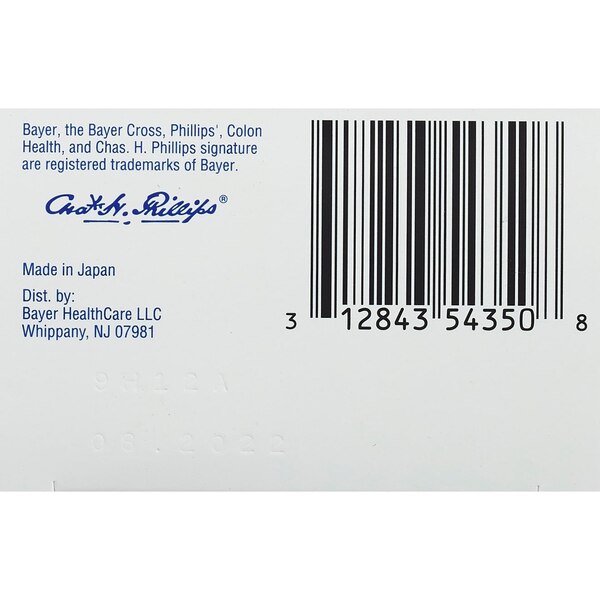 Bayer, the Bayer Cross, Phillips', Colon
Health, and Chas. H. Phillips signature
are registered trademarks of Bayer.
Chas. H. Phillips®
Made in Japan
Dist. by:
Bayer HealthCare LLC
Whippany, NJ 07981
3 12843 54350 8
9H12A
08.2022